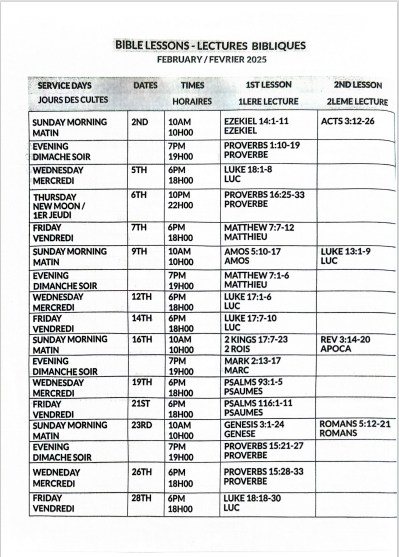 BIBLE LESSONS - LECTURES BIBLIQUES
FEBRUARY / FEVRIER 2025
SERVICE DAYS DATES TIMES 1ST LESSON 2ND LESSON
JOURS DES CULTES HORAIRES 1LERE LECTURE 2LEME LECTURE
SUNDAY MORNING 2ND 10AM EZEKIEL 14:1-11 ACTS 3:12-26
MATIN 10H00 EZEKIEL
EVENING 7PM PROVERBS 1:10-19
DIMACHE SOIR 19H00 PROVERBE
WEDNESDAY 5TH 6PM LUKE 18:1-8
MERCREDI 18H00 LUC
THURSDAY 6TH 10PM PROVERBS 16:25-33
NEW MOON / 22H00 PROVERBE
1ER JEUDI
FRIDAY 7TH 6PM MATTHEW 7:7-12
VENDREDI 18H00 MATTHIEU
SUNDAY MORNING 9TH 10AM AMOS 5:10-17 LUKE 13:1-9
MATIN 10H00 AMOS LUC
EVENING 7PM MATTHEW 7:1-6
DIMANCHE SOIR 19H00 MATTHIEU
WEDNESDAY 12TH 6PM LUKE 17:1-6
MERCREDI 18H00 LUC
FRIDAY 14TH 6PM LUKE 17:7-10
VENDREDI 18H00 LUC
SUNDAY MORNING 16TH 10AM 2 KINGS 17:7-23 REV 3:14-20
MATIN 10H00 2 ROIS APOCA
EVENING 7PM MARK 2:13-17
DIMANCHE SOIR 19H00 MARC
WEDNESDAY 19TH 6PM PSALMS 93:1-5
MERCREDI 18H00 PSAUMES
FRIDAY 21ST 6PM PSALMS 116:1-11
VENDREDI 18H00 PSAUMES
SUNDAY MORNING 23RD 10AM GENESIS 3:1-24 ROMANS 5:12-21
MATIN 10H00 GENESE ROMANS
EVENING 7PM PROVERBS 15:21-27
DIMANCHE SOIR 19H00 PROVERBE
WEDNEDAY 26TH 6PM PROVERBS 15:28-33
MERCREDI 18H00 PROVERBE
FRIDAY 28TH 6PM LUKE 18:18-30
VENDREDI 18H00 LUC